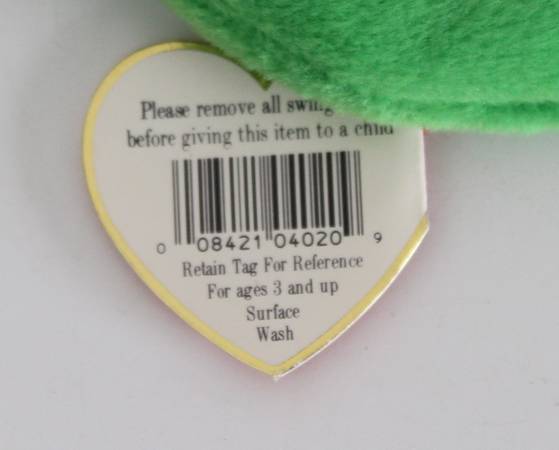 Please remove all swing
before giving this item to a child
0 08421 04020 9
Retain Tag For Reference
For ages 3 and up
Surface
Wash